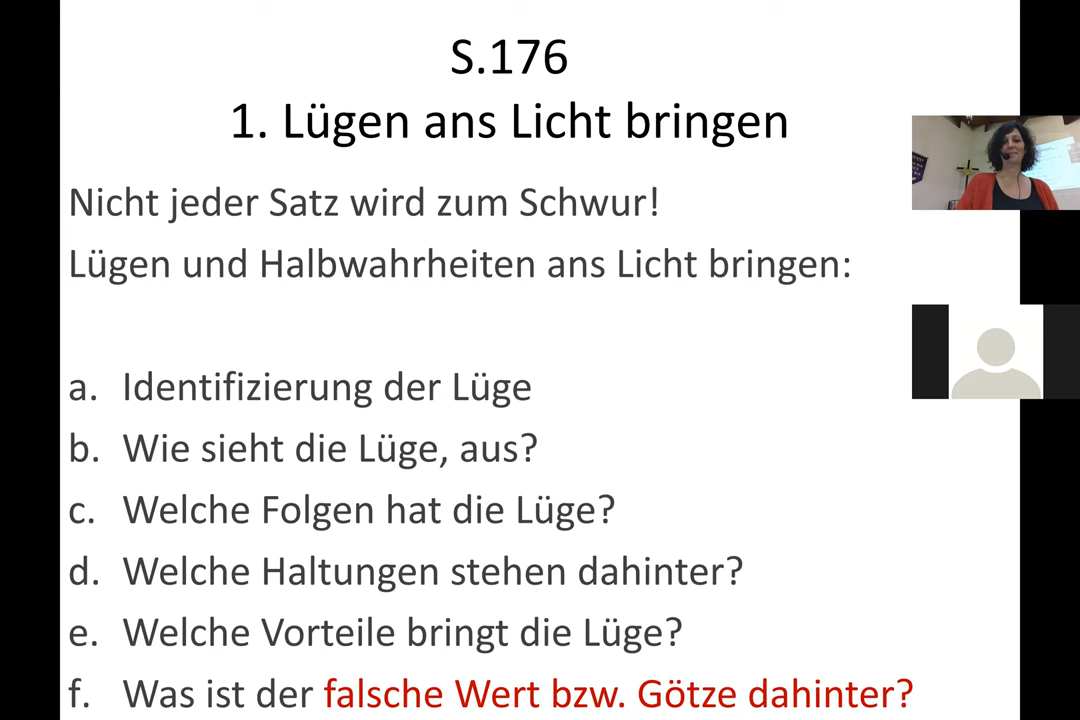 S.176
1. Lügen ans Licht bringen
Nicht jeder Satz wird zum Schwur!
Lügen und Halbwahrheiten ans Licht bringen:
a. Identifizierung der Lüge
b. Wie sieht die Lüge, aus?
c. Welche Folgen hat die Lüge?
d. Welche Haltungen stehen dahinter?
e. Welche Vorteile bringt die Lüge?
f. Was ist der falsche Wert bzw. Götze dahinter?